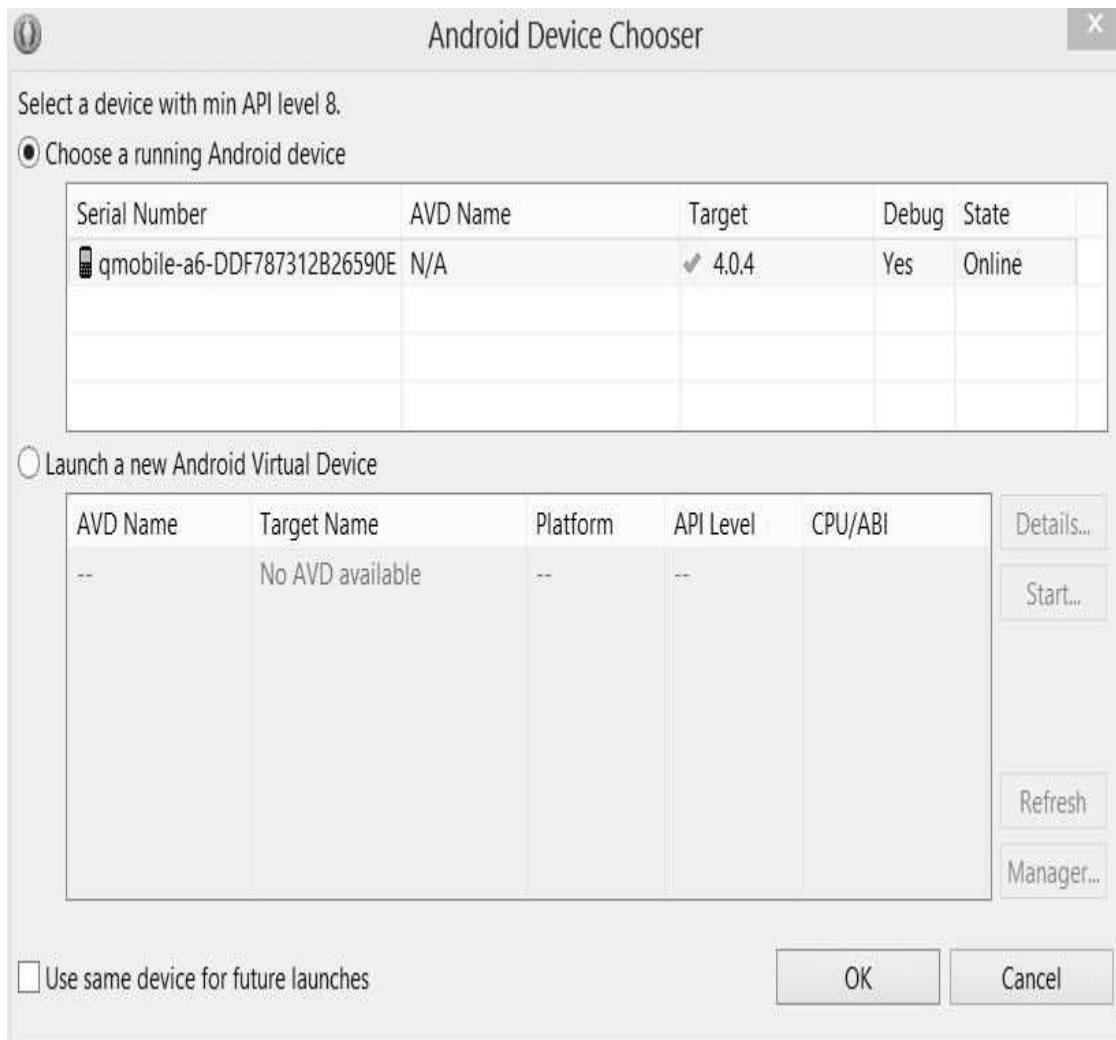 Android Device Chooser
X
Select a device with min API level 8.
Choose a running Android device
Serial Number AVD Name Target Debug State
qmobile-a6-DDF787312B26590E N/A 4.0.4 Yes Online
Launch a new Android Virtual Device
AVD Name Target Name Platform API Level CPU/ABI
-- No AVD available -- --
Details...
Start...
Refresh
Manager...
Use same device for future launches
OK Cancel